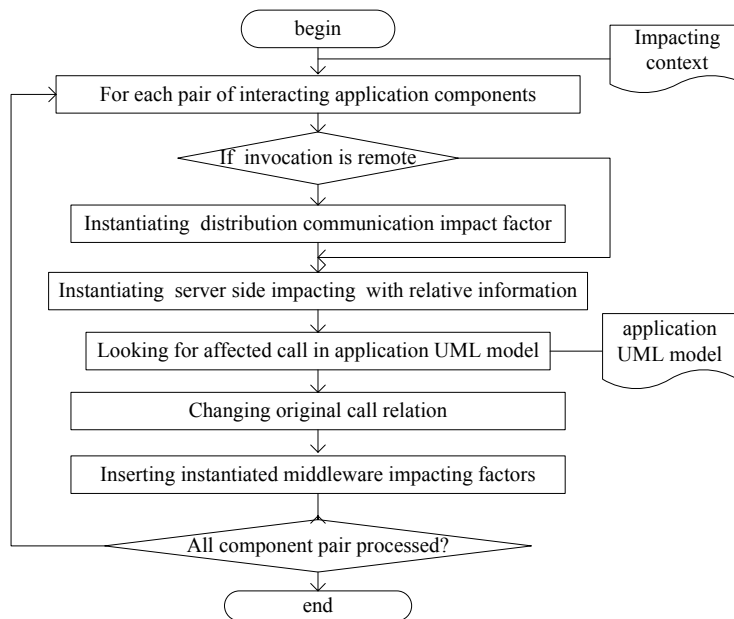 begin
Impacting
context
For each pair of interacting application components
If invocation is remote
Instantiating distribution communication impact factor
Instantiating server side impacting with relative information
Looking for affected call in application UML model
application
UML model
Changing original call relation
Inserting instantiated middleware impacting factors
All component pair processed?
end